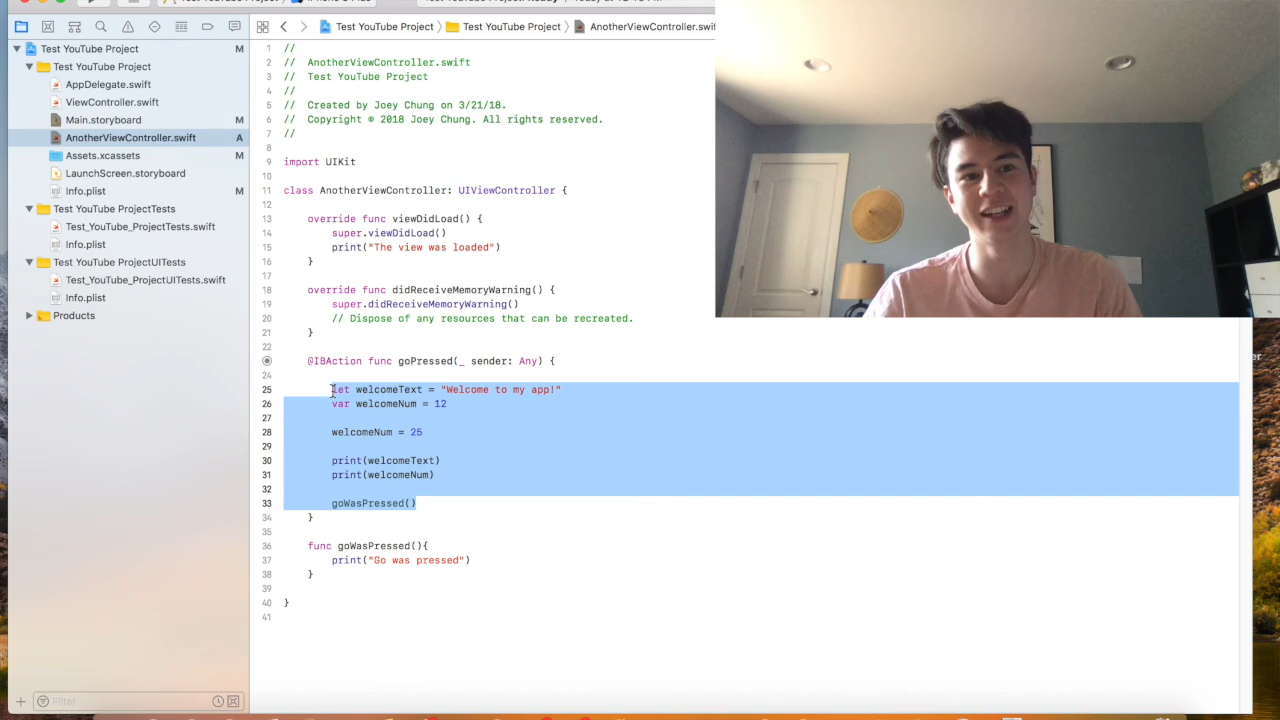 Test YouTube Project
Test YouTube Project
AnotherViewController.swif
Test YouTube Project M
Test YouTube Project
AppDelegate.swift
ViewController.swift
Main.storyboard M
AnotherViewController.swift A
Assets.xcassets M
LaunchScreen.storyboard
Info.plist M
Test YouTube ProjectTests
Test_YouTube_ProjectTests.swift
Info.plist
Test YouTube ProjectUITests
Test_YouTube_ProjectUITests.swift
Info.plist
Products
Filter
1 //
2 // AnotherViewController.swift
3 // Test YouTube Project
4 //
5 // Created by Joey Chung on 3/21/18.
6 // Copyright © 2018 Joey Chung. All rights reserved.
7 //
8
9 import UIKit
10
11 class AnotherViewController: UIViewController {
12
13 override func viewDidLoad() {
14 super.viewDidLoad()
15 print("The view was loaded")
16 }
17
18 override func didReceiveMemoryWarning() {
19 super.didReceiveMemoryWarning()
20 // Dispose of any resources that can be recreated.
21 }
22
@IBAction func goPressed(_ sender: Any) {
24
25 let welcomeText = "Welcome to my app!"
26 var welcomeNum = 12
27
28 welcomeNum = 25
29
30 print(welcomeText)
31 print(welcomeNum)
32
33 goWasPressed()
34 }
35
36 func goWasPressed(){
37 print("Go was pressed")
38 }
39
40 }
41